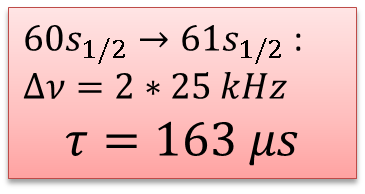 60s₁/₂ → 61s₁/₂ :
Δν = 2 * 25 kHz
τ = 163 μs